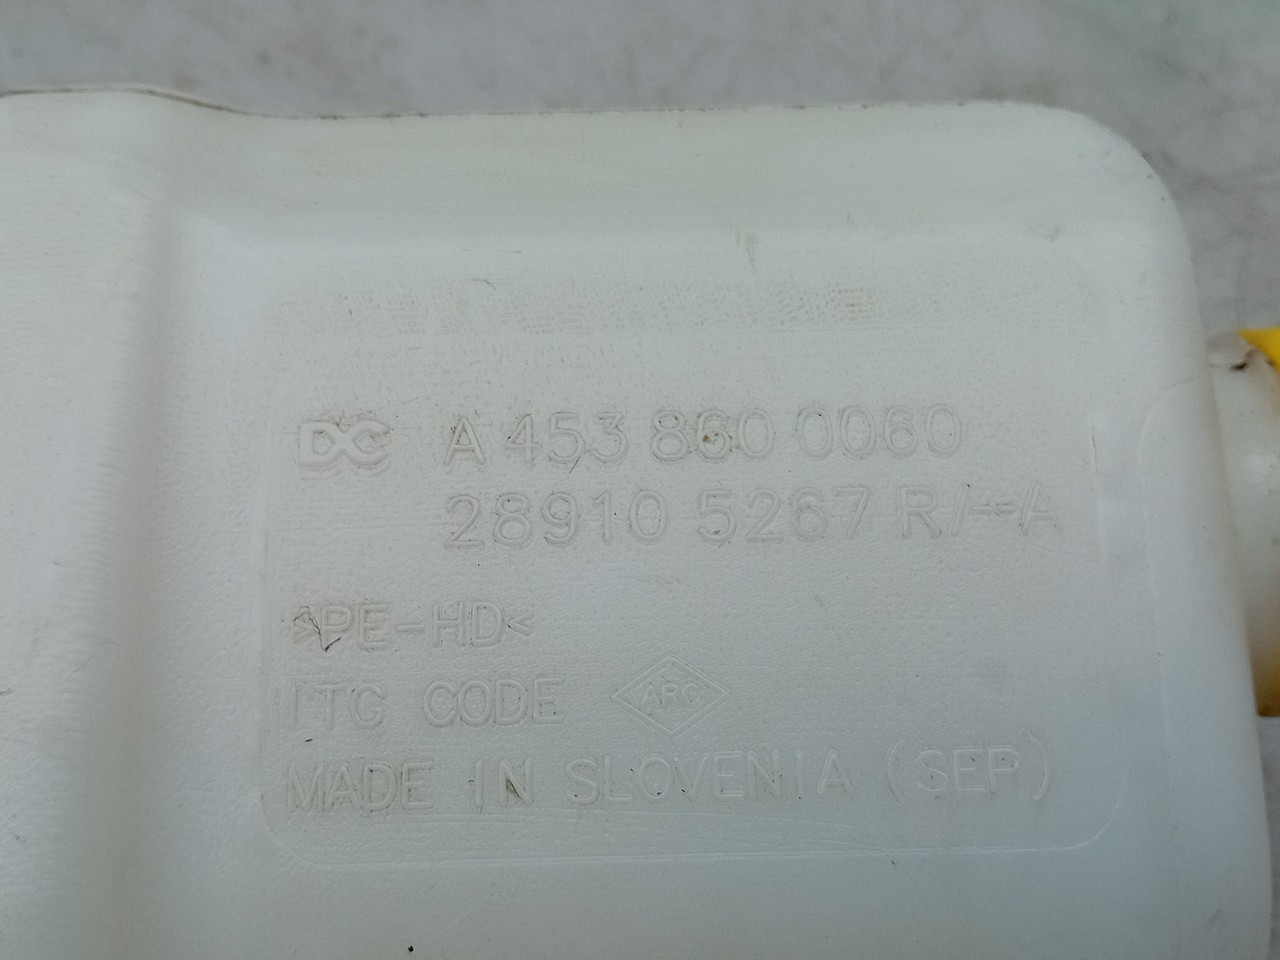 DC A 453 860 0060
28910 5267 R/--A
>PE-HD<
ITG CODE ARC
MADE IN SLOVENIA (SEP)